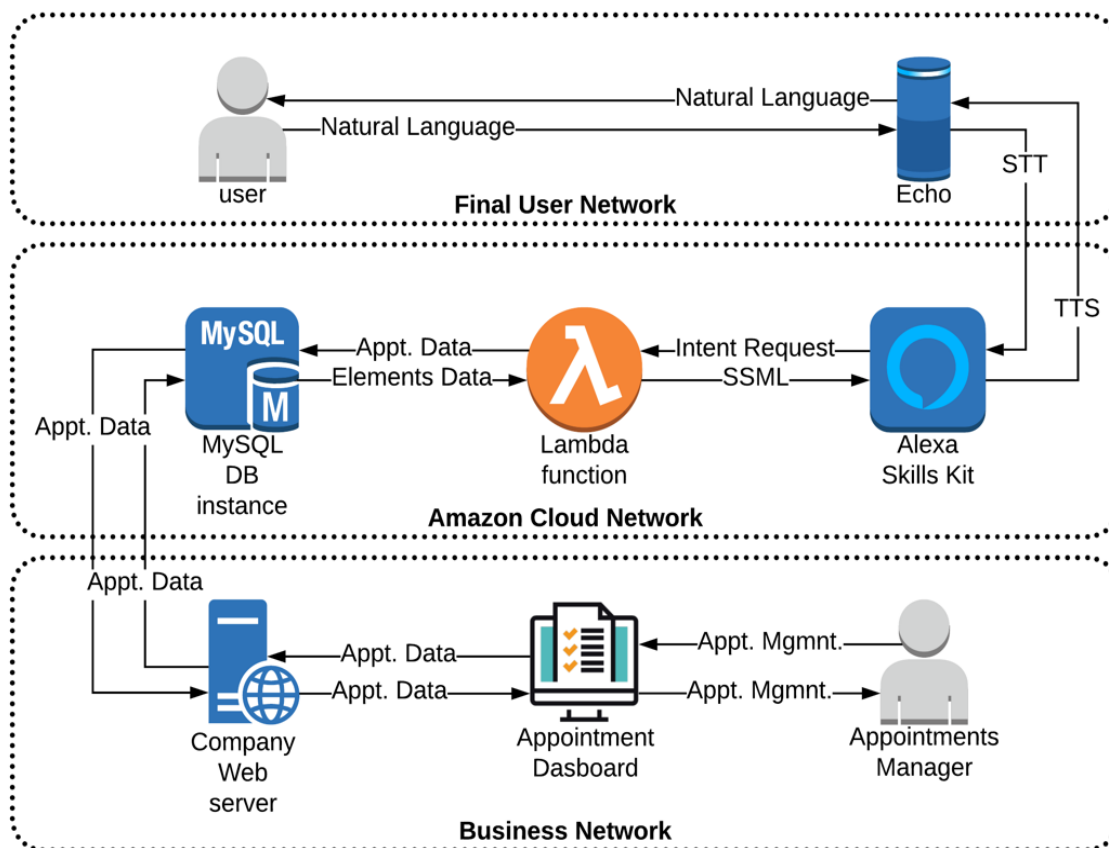 Natural Language
Natural Language
STT
user
Echo
Final User Network
TTS
MySQL
M
Appt. Data
Intent Request
Elements Data
SSML
Appt. Data
MySQL
DB
instance
Lambda
function
Alexa
Skills Kit
Amazon Cloud Network
Appt. Data
Appt. Data
Appt. Mgmnt.
Appt. Data
Appt. Mgmnt.
Company
Web
server
Appointment
Dasboard
Appointments
Manager
Business Network